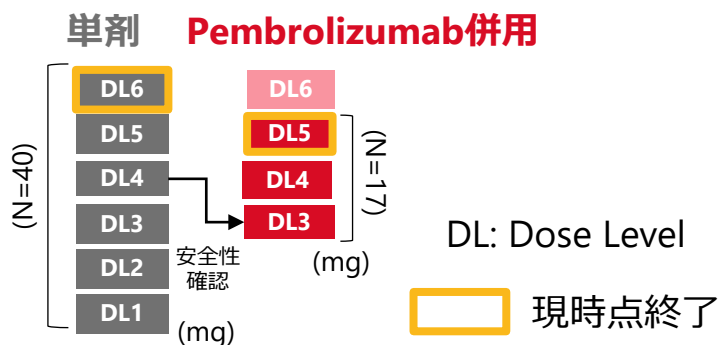 単剤 Pembrolizumab併用
(N=40)
DL6
DL5
DL4
DL3
DL2
DL1
(mg)
安全性
確認
DL6
DL5
DL4
DL3
(N=17)
(mg)
DL: Dose Level
現時点終了